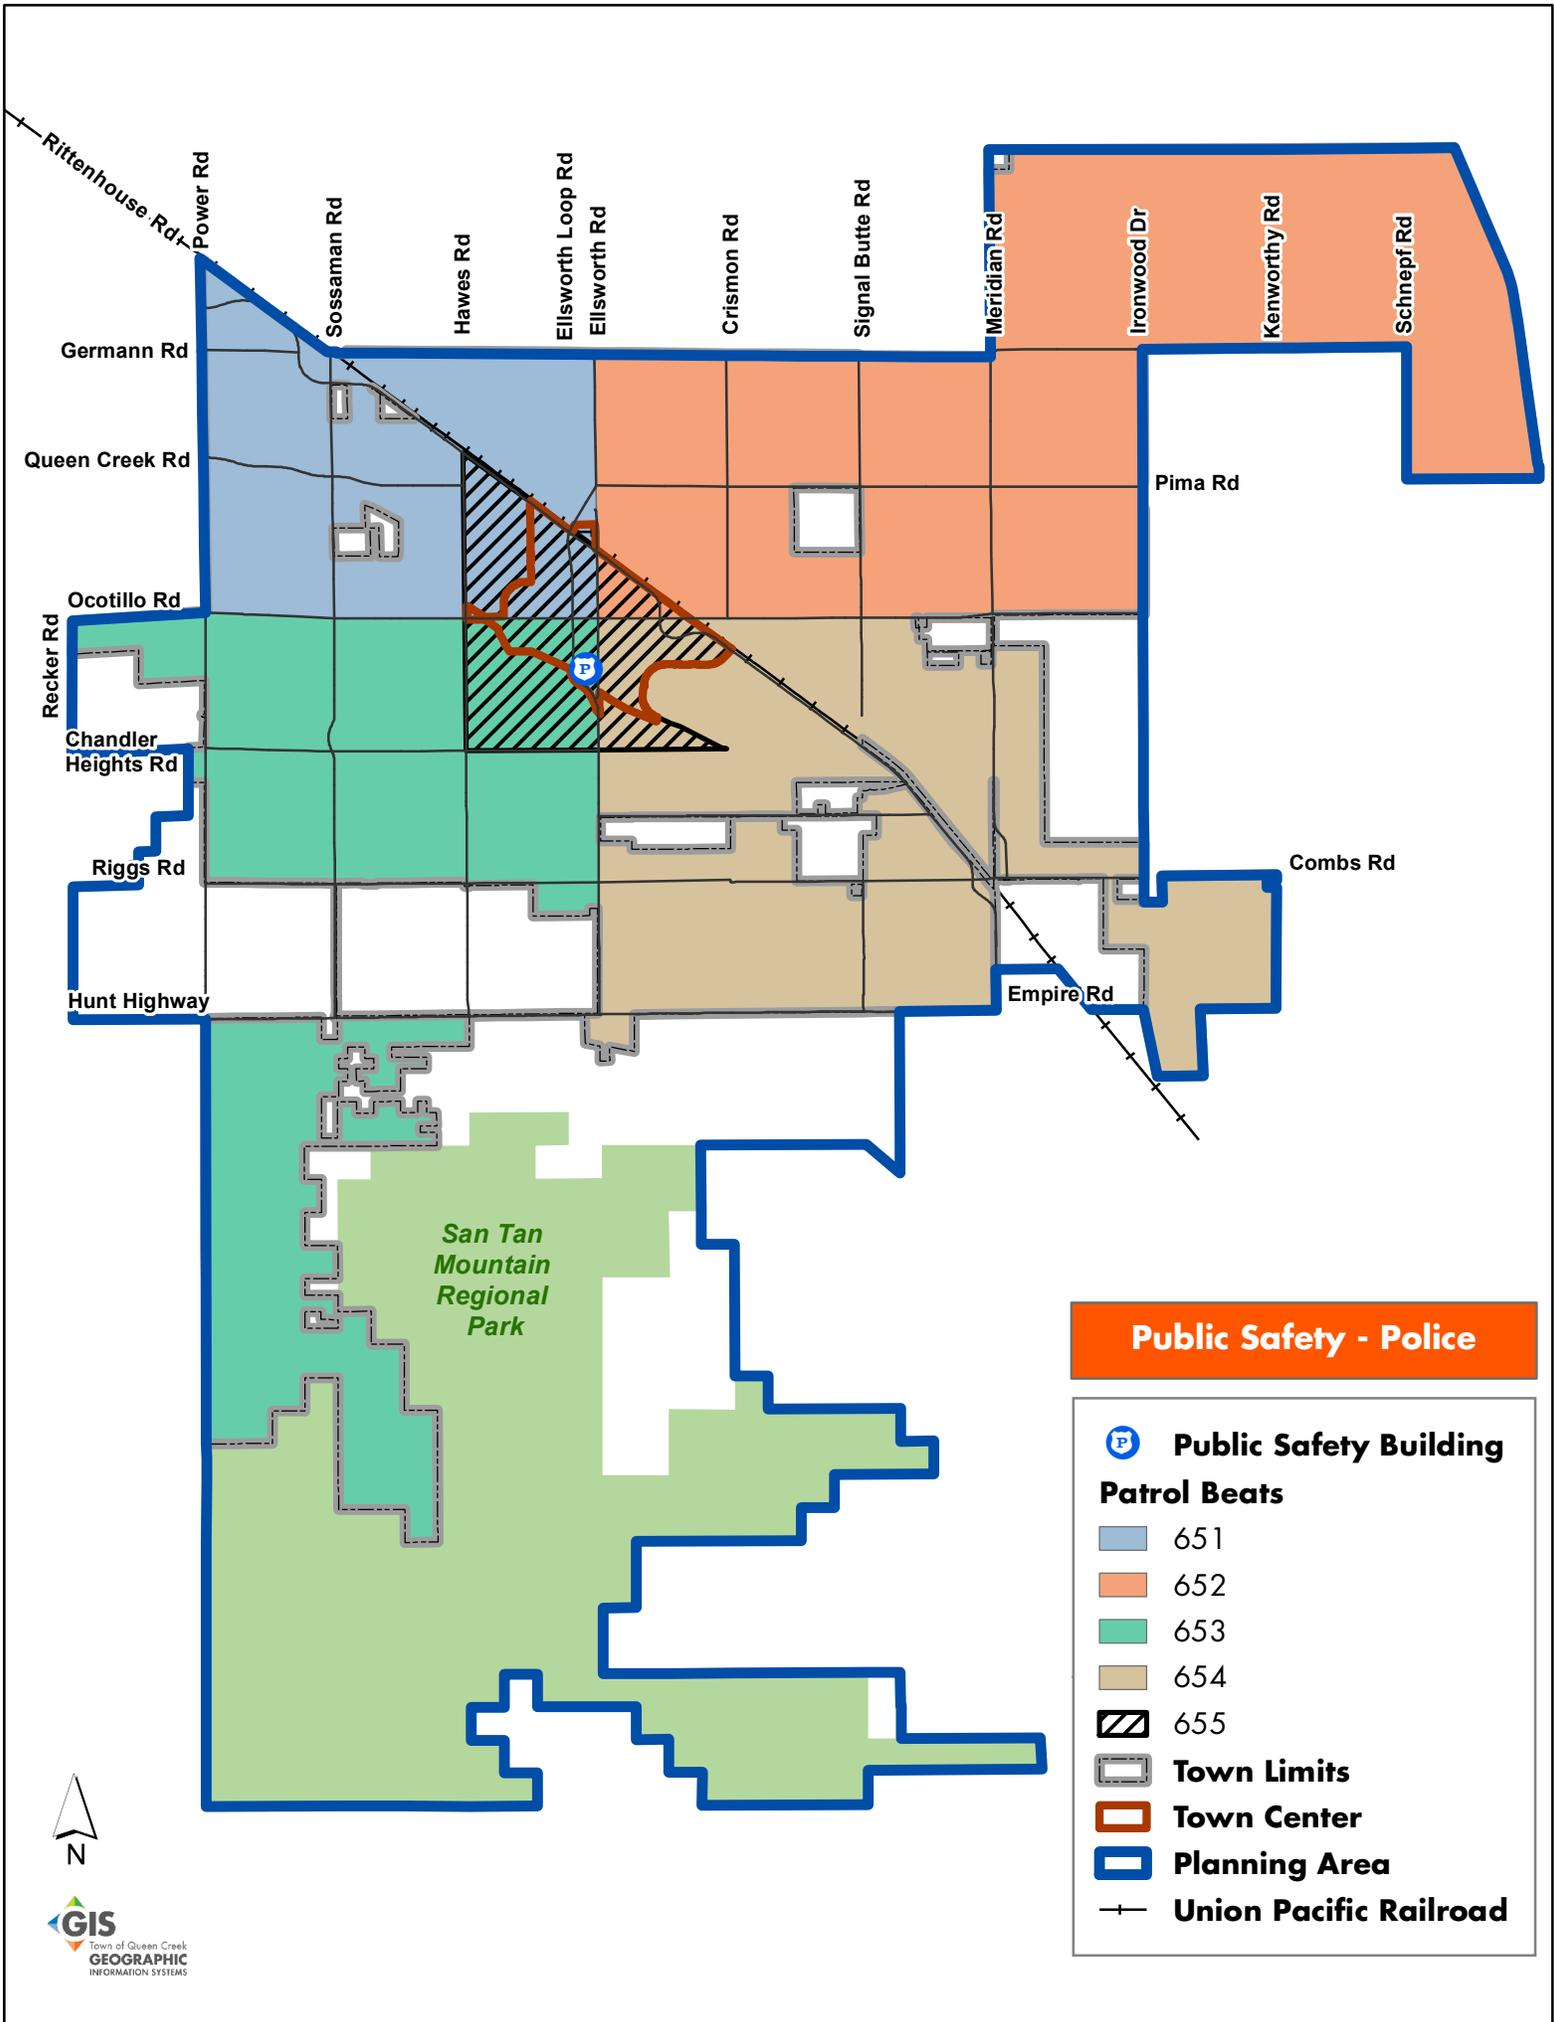 Rittenhouse Rd
Power Rd
Sossaman Rd
Hawes Rd
Ellsworth Loop Rd
Ellsworth Rd
Crismon Rd
Signal Butte Rd
Meridian Rd
Ironwood Dr
Kenworthy Rd
Schnepf Rd
Germann Rd
Queen Creek Rd
Pima Rd
Ocotillo Rd
Recker Rd
P
Chandler
Heights Rd
Riggs Rd
Combs Rd
Hunt Highway
Empire Rd
San Tan
Mountain
Regional
Park
Public Safety - Police
P Public Safety Building
Patrol Beats
651
652
653
654
655
Town Limits
Town Center
Planning Area
Union Pacific Railroad
N
GIS
Town of Queen Creek
GEOGRAPHIC
INFORMATION SYSTEMS